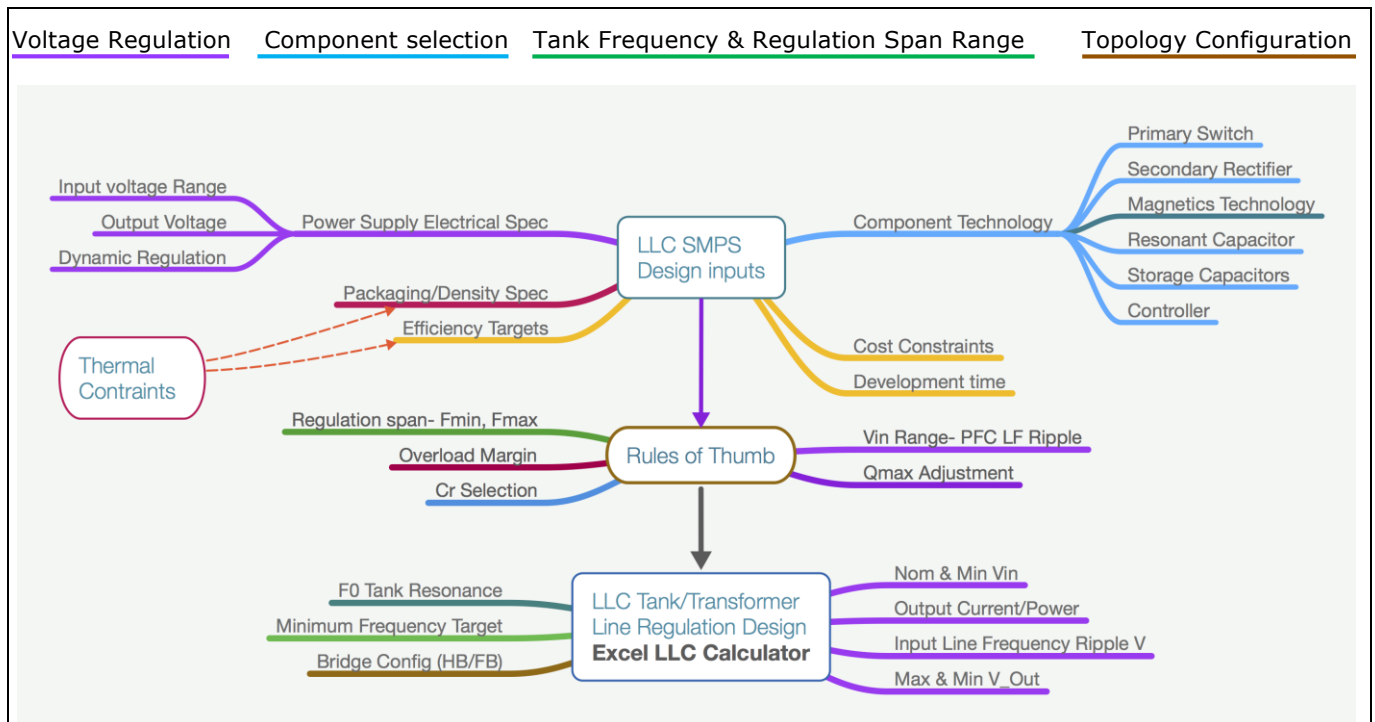 Voltage Regulation
Component selection
Tank Frequency & Regulation Span Range
Topology Configuration
Input voltage Range
Output Voltage
Dynamic Regulation
Power Supply Electrical Spec
Packaging/Density Spec
Efficiency Targets
Thermal
Contraints
LLC SMPS
Design inputs
Component Technology
Primary Switch
Secondary Rectifier
Magnetics Technology
Resonant Capacitor
Storage Capacitors
Controller
Cost Constraints
Development time
Regulation span- Fmin, Fmax
Overload Margin
Cr Selection
Rules of Thumb
Vin Range- PFC LF Ripple
Qmax Adjustment
F0 Tank Resonance
Minimum Frequency Target
Bridge Config (HB/FB)
LLC Tank/Transformer
Line Regulation Design
Excel LLC Calculator
Nom & Min Vin
Output Current/Power
Input Line Frequency Ripple V
Max & Min V_Out